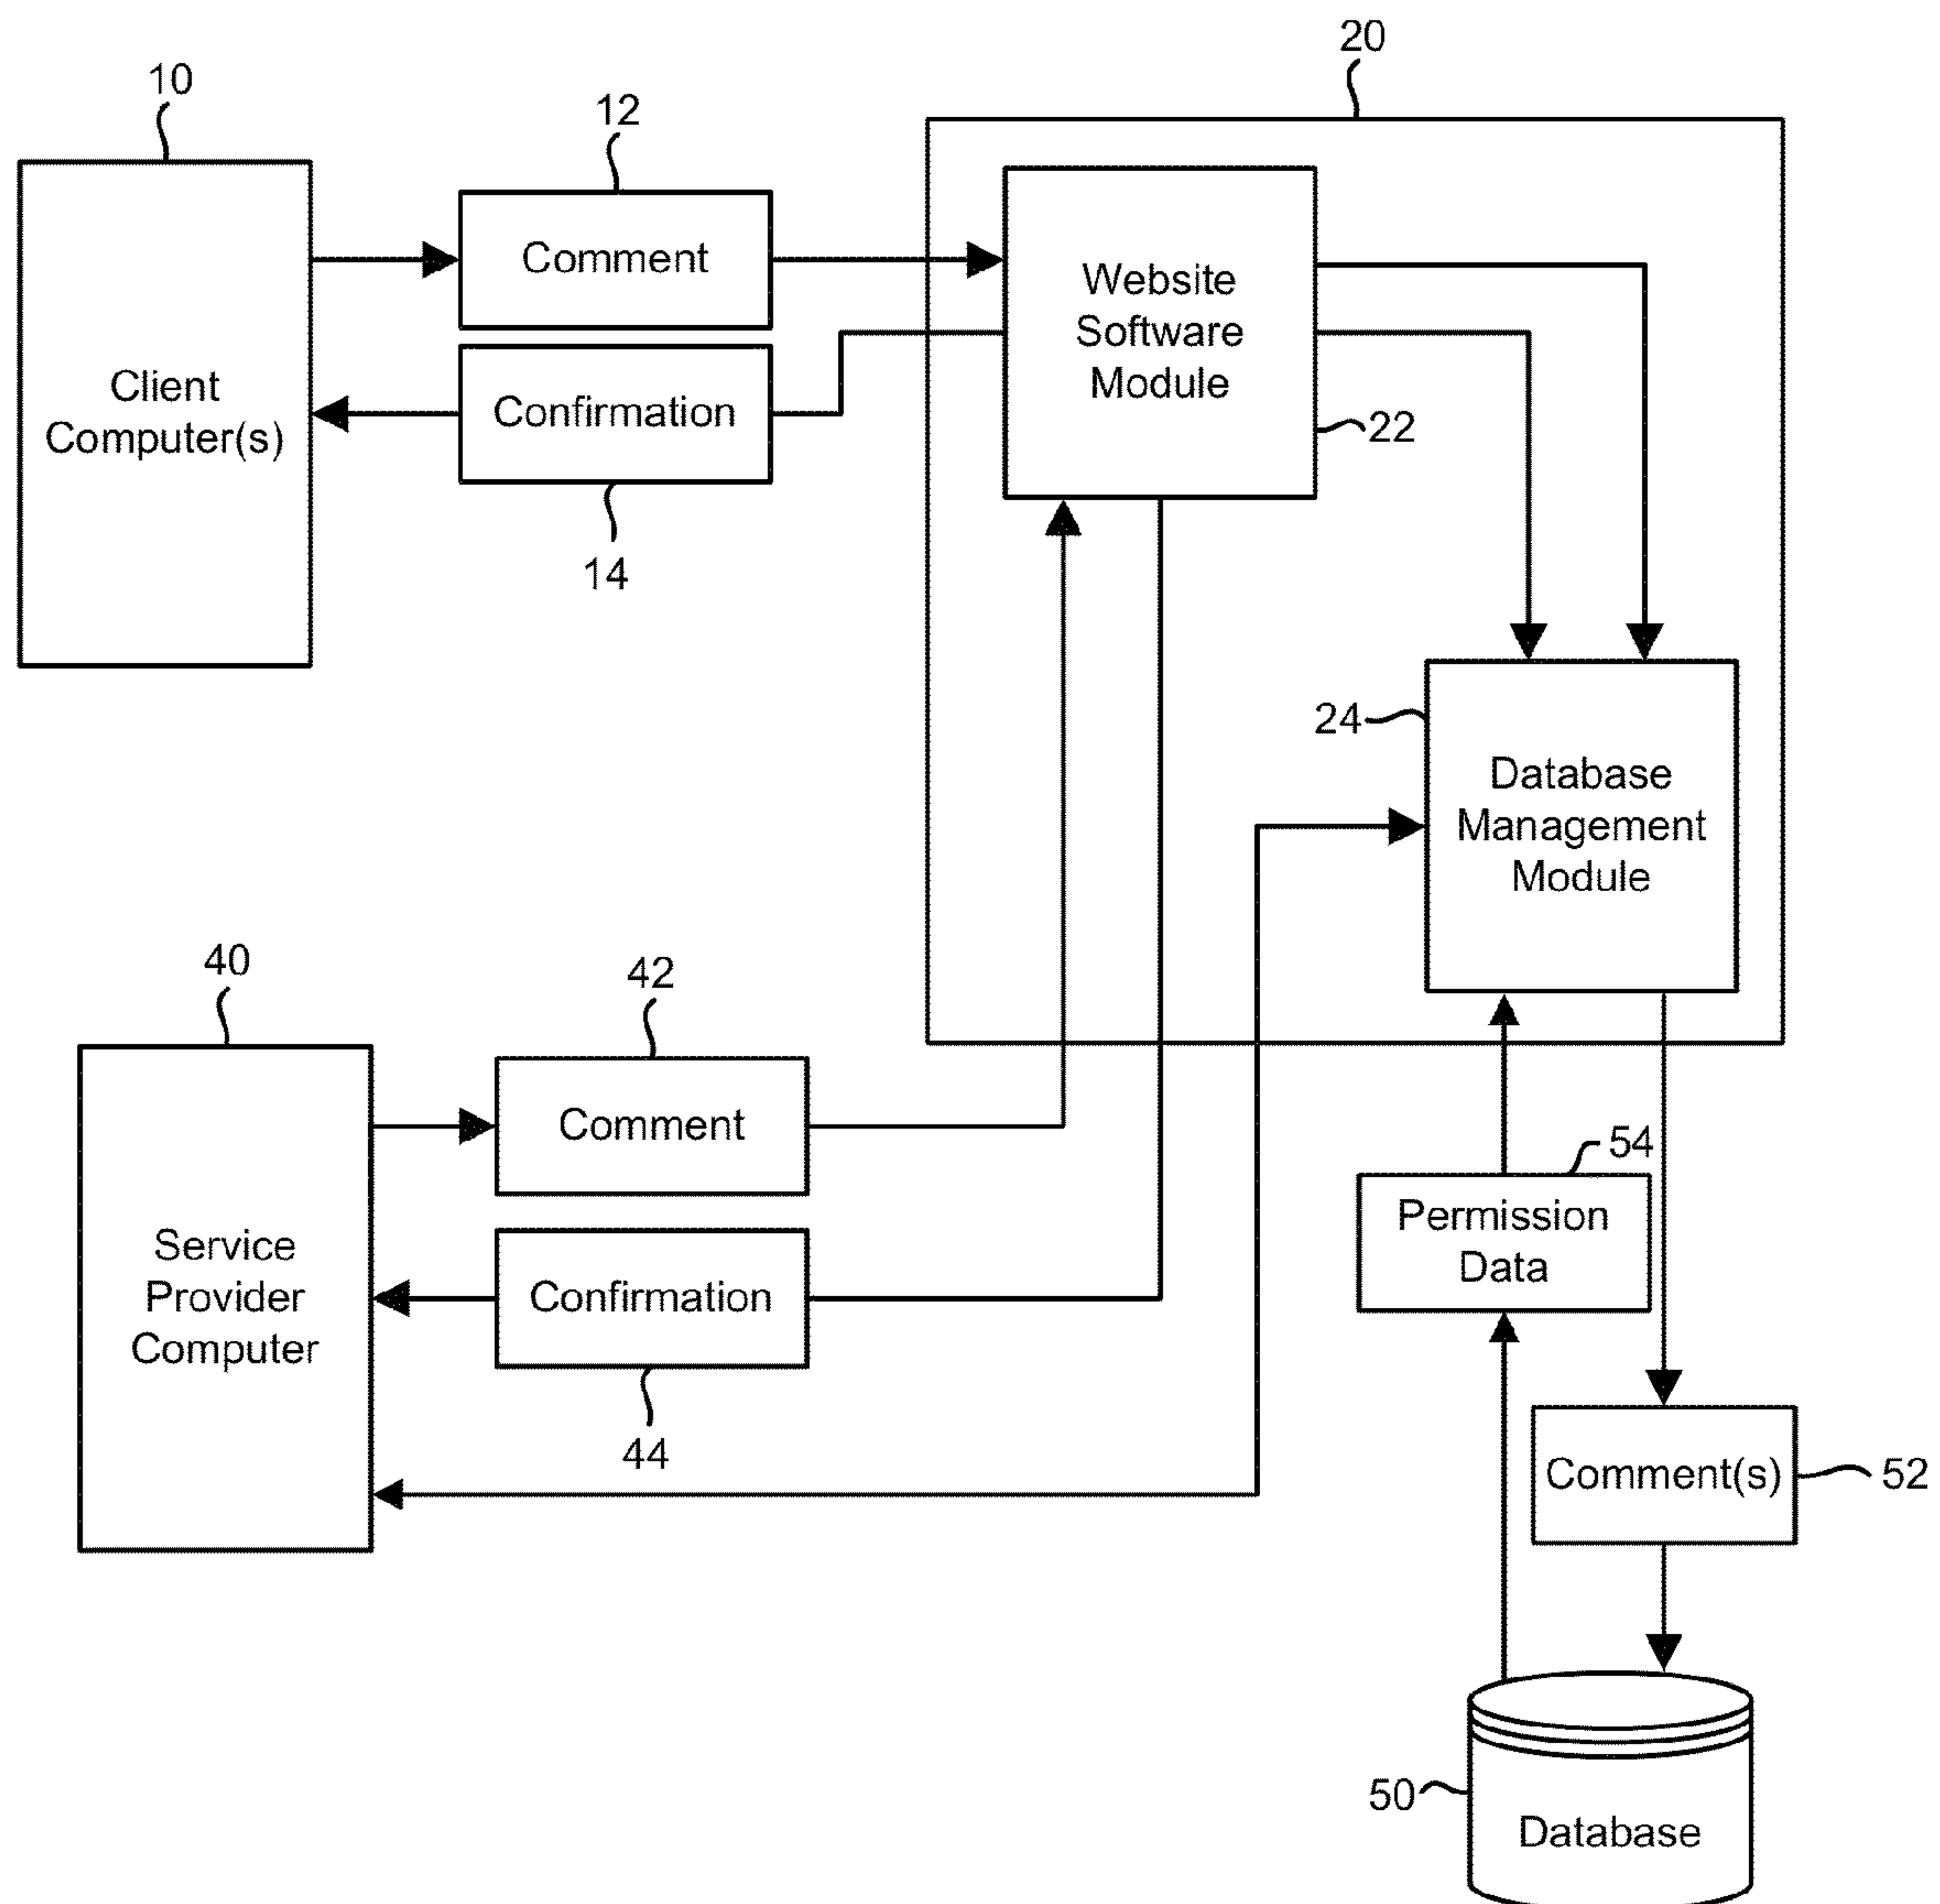 20
10
12
Comment
Website
Software
Module
Client
Computer(s)
Confirmation
22
14
24
Database
Management
Module
40
42
Comment
54
Permission
Data
Service
Provider
Computer
Confirmation
44
Comment(s)
52
50
Database